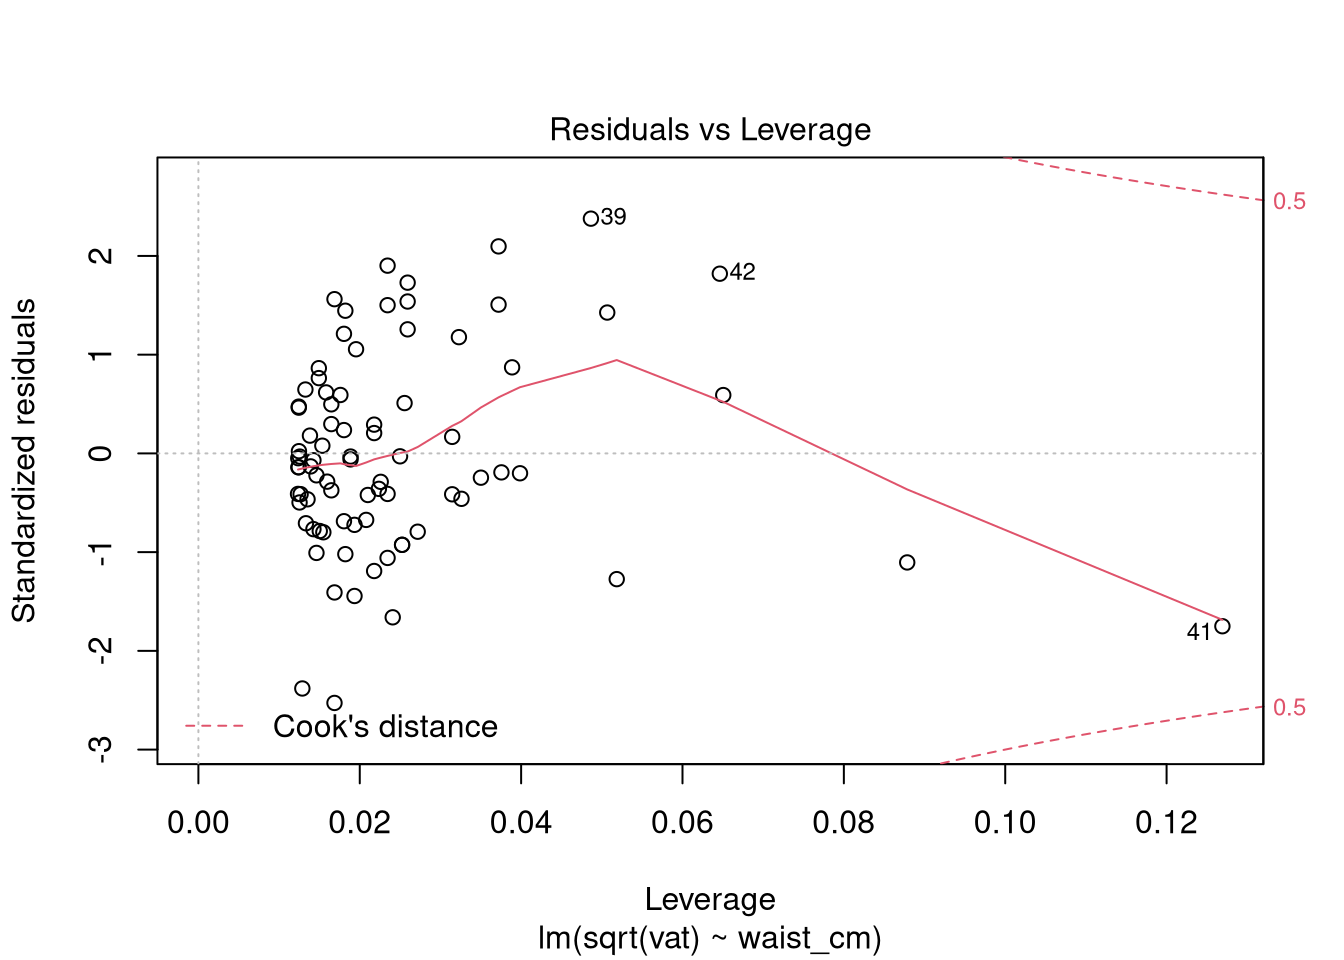 Residuals vs Leverage
Standardized residuals
2
1
0
-1
-2
-3
39
42
41
0.5
0.5
Cook's distance
0.00 0.02 0.04 0.06 0.08 0.10 0.12
Leverage
lm(sqrt(vat) ~ waist_cm)